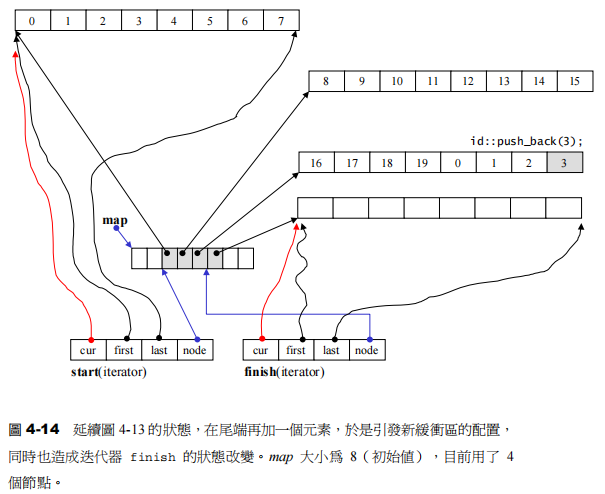 0 1 2 3 4 5 6 7
8 9 10 11 12 13 14 15
id::push_back(3);
16 17 18 19 0 1 2 3
map
cur first last node
start(iterator)
cur first last node
finish(iterator)
圖 4-14 延續圖 4-13 的狀態，在尾端再加一個元素，於是引發新緩衝區的配置，
同時也造成迭代器 finish 的狀態改變。map 大小為 8（初始值），目前用了 4
個節點。